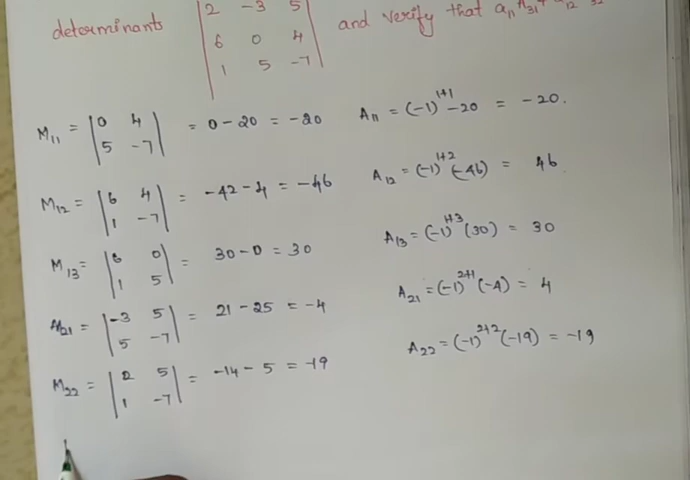 determinants | 2 -3 5 | and verify that a₁₁ A₃₁ +
| 6 0 4 |
| 1 5 -7 |
M₁₁ = | 0 4 | = 0 - 20 = -20 A₁₁ = (-1)¹⁺¹ -20 = -20.
| 5 -7 |
M₁₂ = | 6 4 | = -42 - 4 = -46 A₁₂ = (-1)¹⁺² (-46) = 46
| 1 -7 |
M₁₃ = | 6 0 | = 30 - 0 = 30 A₁₃ = (-1)¹⁺³ (30) = 30
| 1 5 |
M₂₁ = | -3 5 | = 21 - 25 = -4 A₂₁ = (-1)²⁺¹ (-4) = 4
| 5 -7 |
M₂₂ = | 2 5 | = -14 - 5 = -19 A₂₂ = (-1)²⁺² (-19) = -19
| 1 -7 |